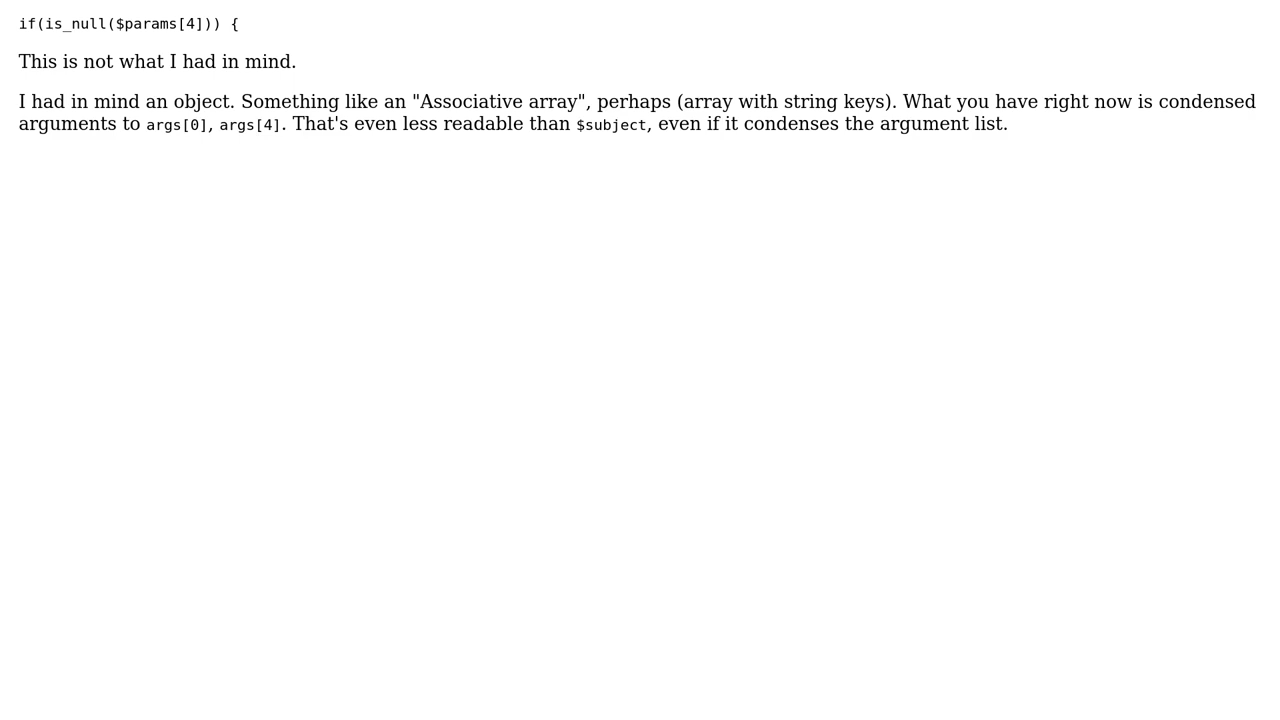 if(is_null($params[4])) {
This is not what I had in mind.
I had in mind an object. Something like an "Associative array", perhaps (array with string keys). What you have right now is condensed
arguments to args[0], args[4]. That's even less readable than $subject, even if it condenses the argument list.